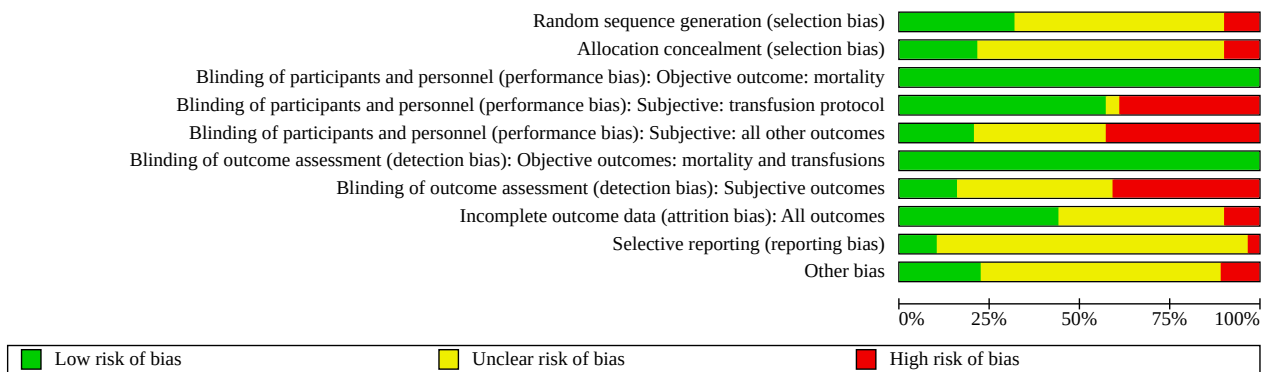 Random sequence generation (selection bias)
Allocation concealment (selection bias)
Blinding of participants and personnel (performance bias): Objective outcome: mortality
Blinding of participants and personnel (performance bias): Subjective: transfusion protocol
Blinding of participants and personnel (performance bias): Subjective: all other outcomes
Blinding of outcome assessment (detection bias): Objective outcomes: mortality and transfusions
Blinding of outcome assessment (detection bias): Subjective outcomes
Incomplete outcome data (attrition bias): All outcomes
Selective reporting (reporting bias)
Other bias
0% 25% 50% 75% 100%
Low risk of bias Unclear risk of bias High risk of bias